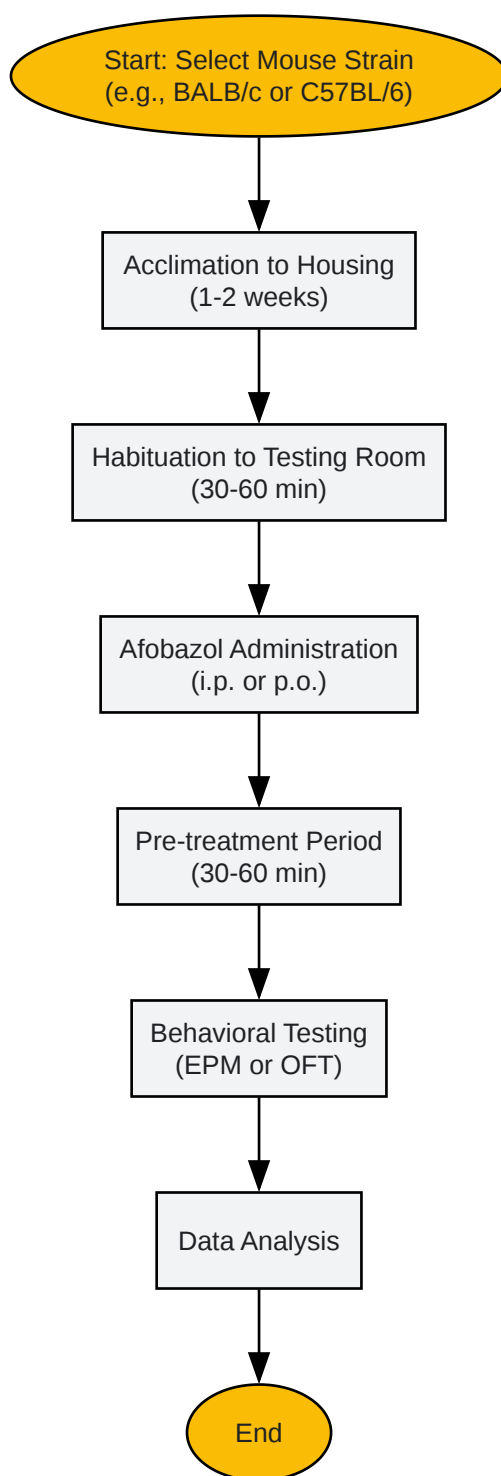 Start: Select Mouse Strain
(e.g., BALB/c or C57BL/6)
Acclimation to Housing
(1-2 weeks)
Habituation to Testing Room
(30-60 min)
Afobazol Administration
(i.p. or p.o.)
Pre-treatment Period
(30-60 min)
Behavioral Testing
(EPM or OFT)
Data Analysis
End